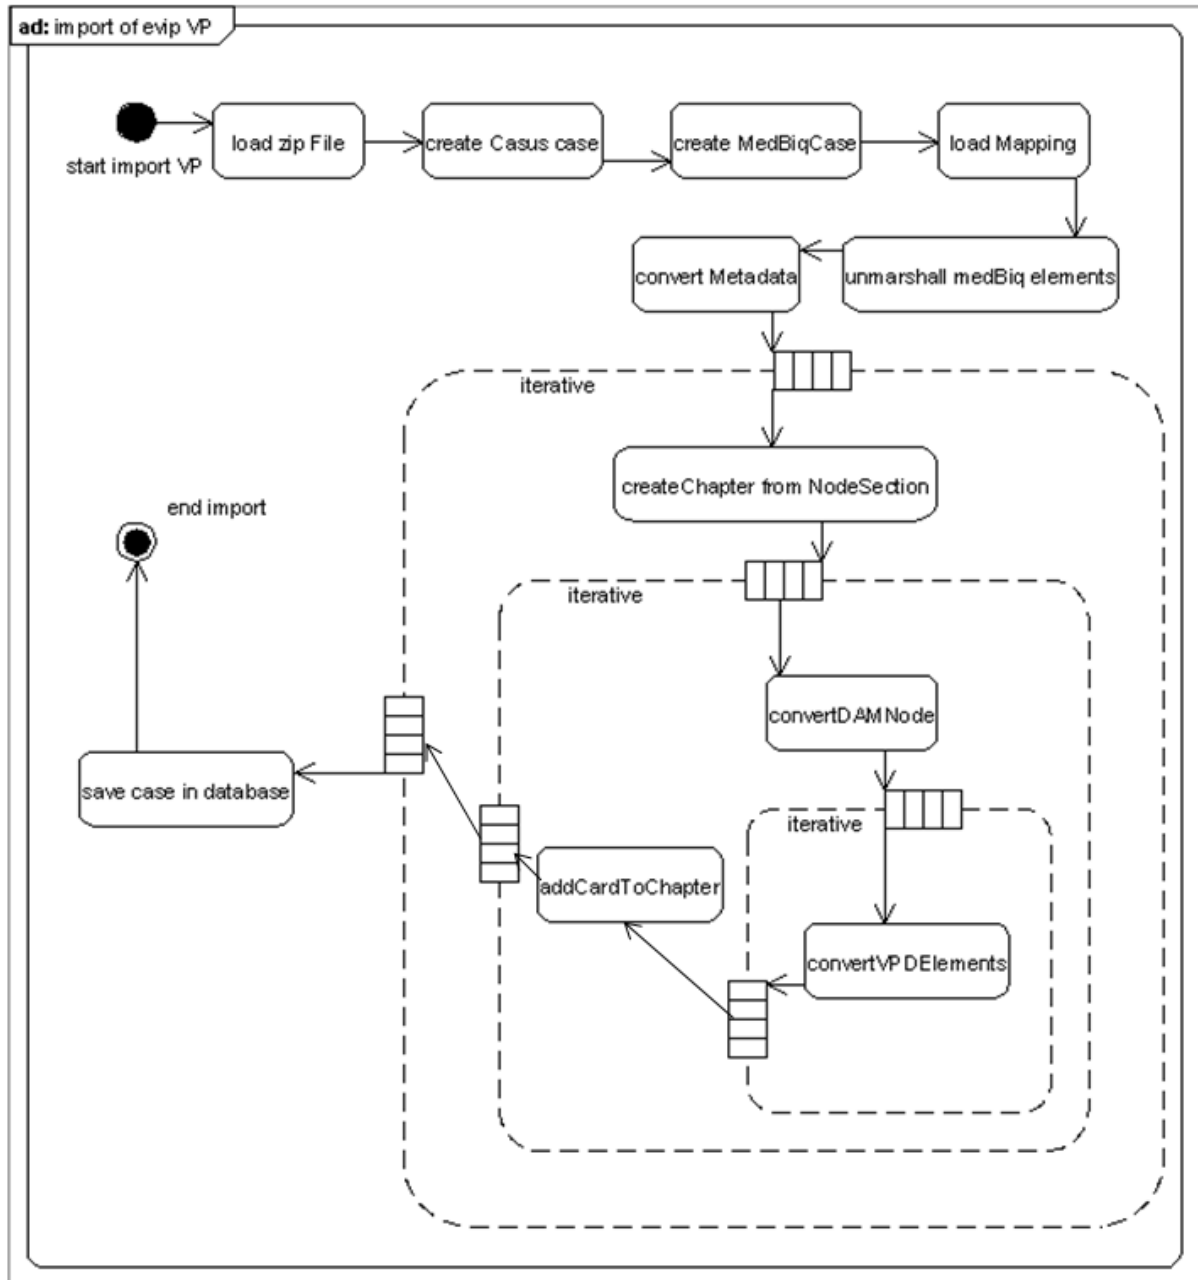 ad: import of evip VP
start import VP
load zip File
create Casus case
create MedBiqCase
load Mapping
convert Metadata
unmarshall medBiq elements
iterative
createChapter from NodeSection
end import
iterative
convertDAMNode
save case in database
iterative
addCardToChapter
convertVPDElements